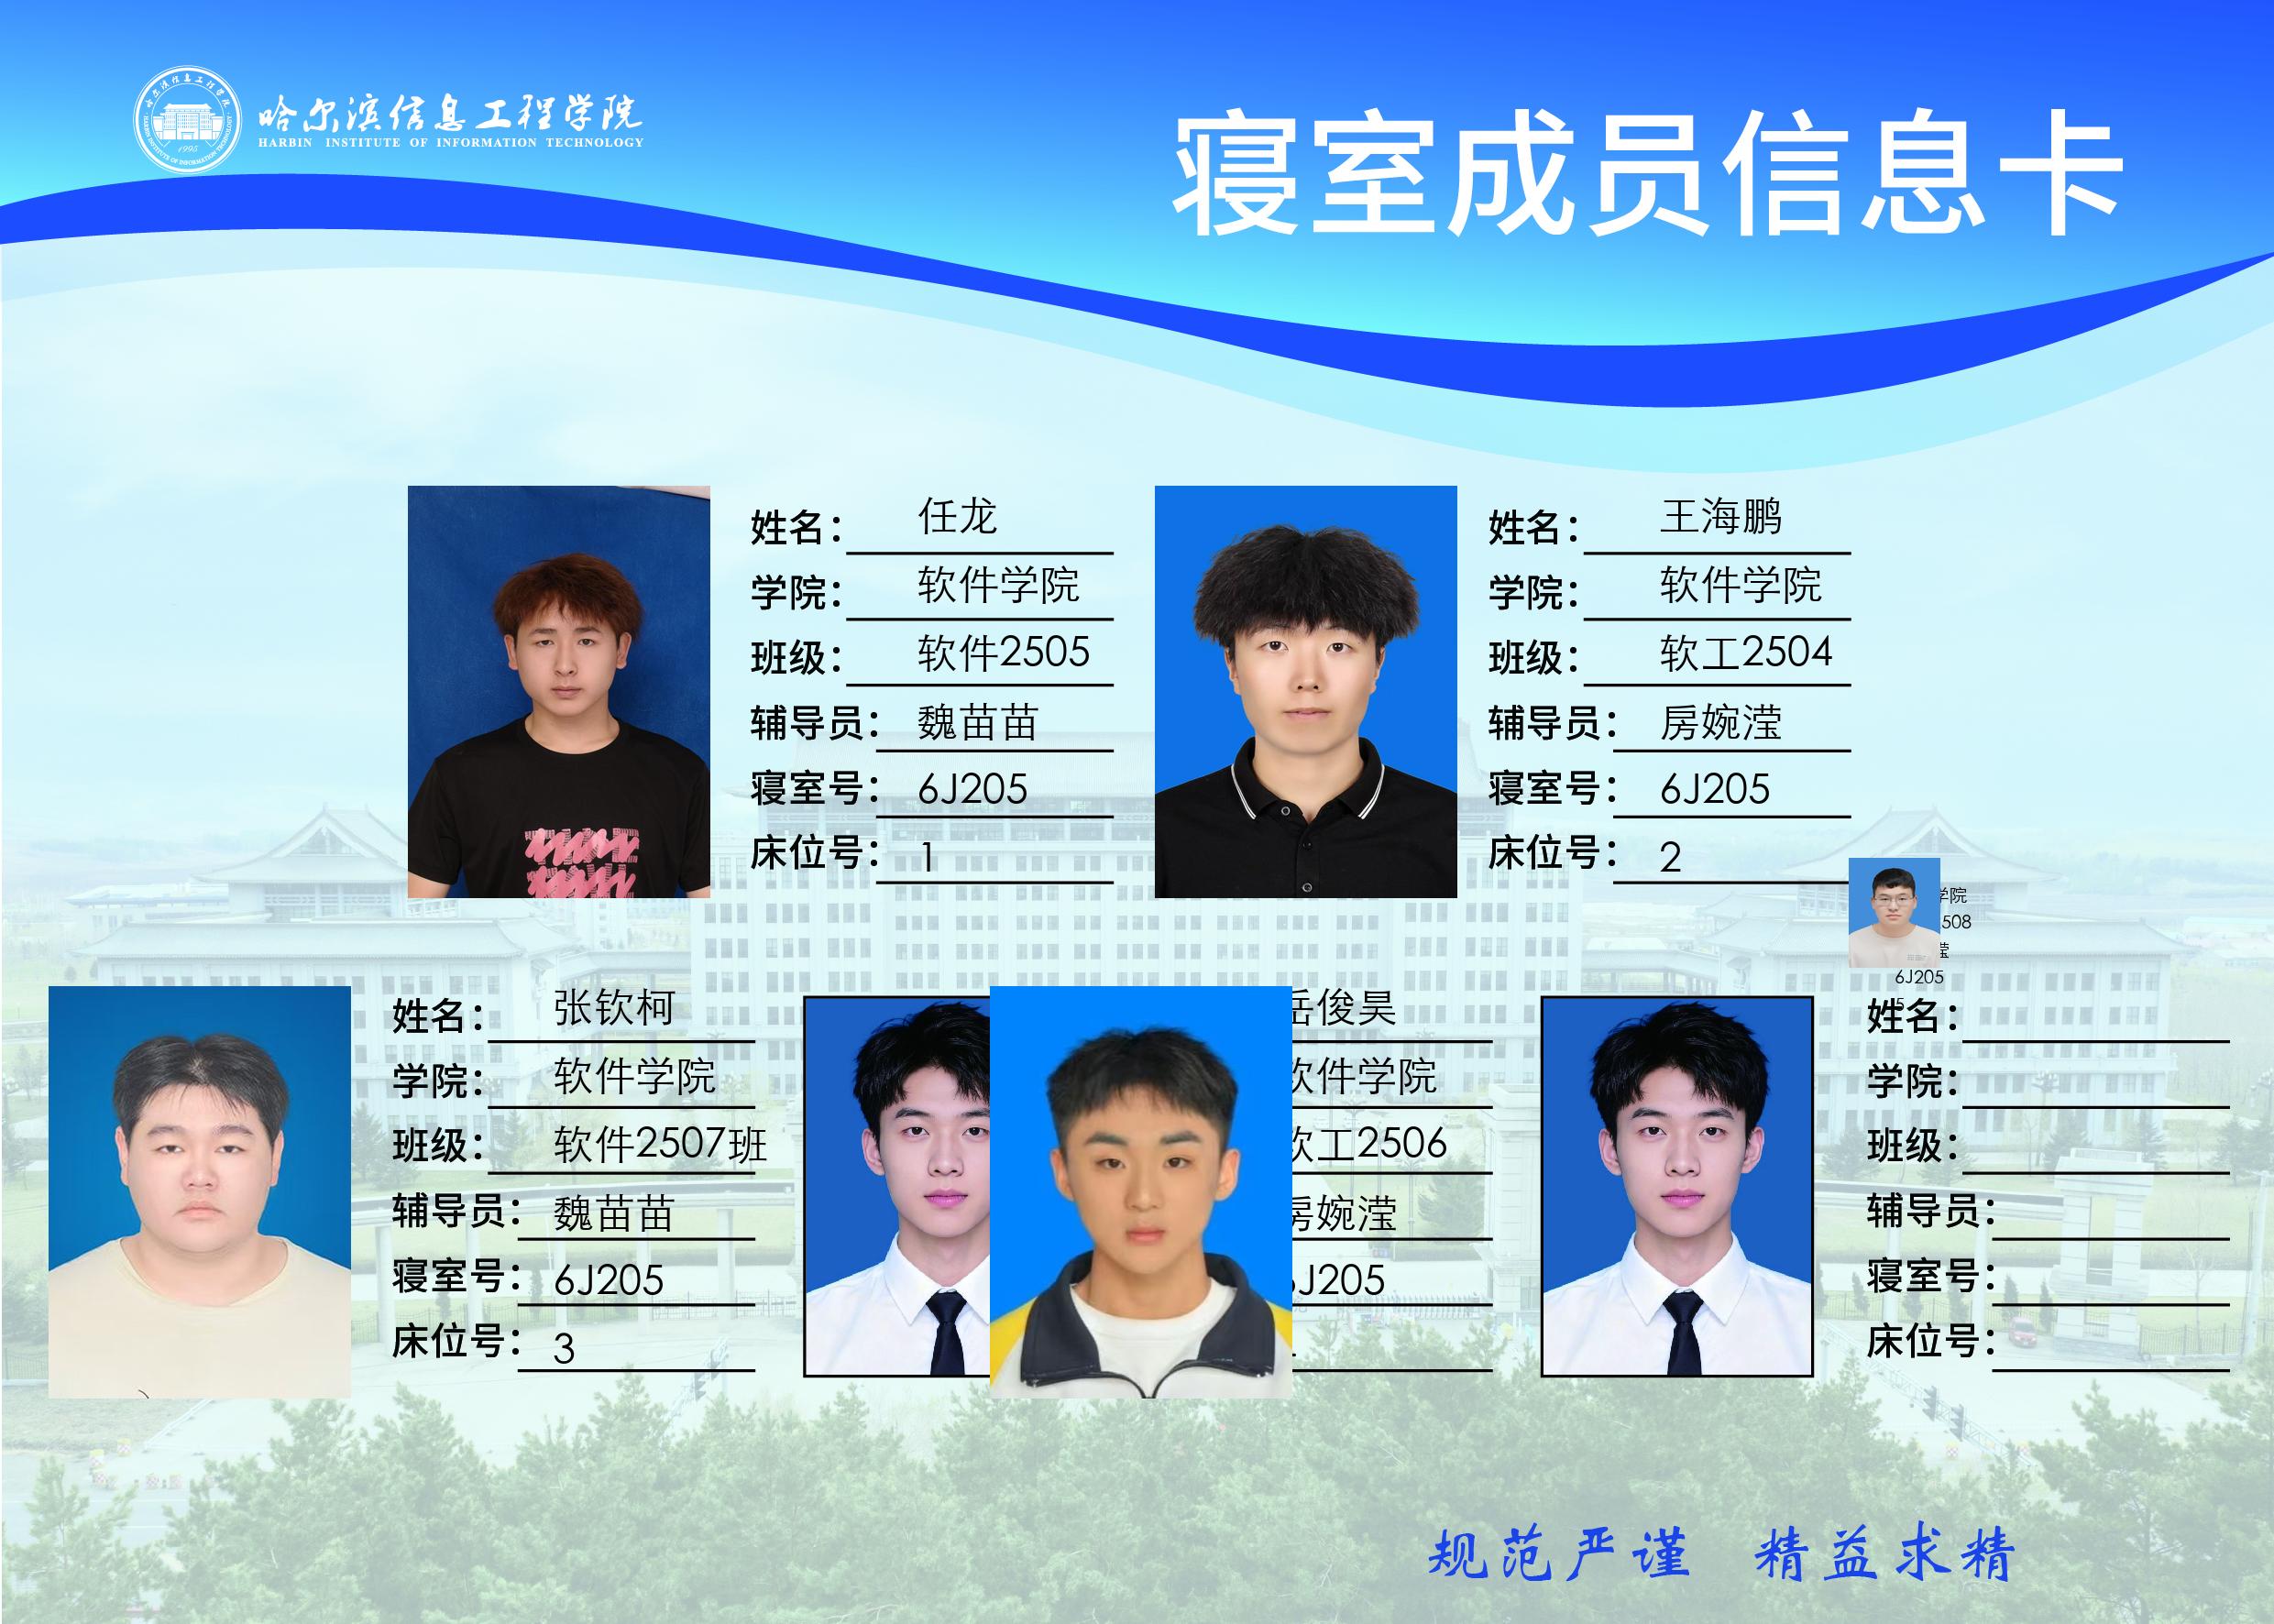 哈尔滨信息工程学院
HARBIN INSTITUTE OF INFORMATION TECHNOLOGY
1995
寝室成员信息卡
姓名：任龙
学院：软件学院
班级：软件2505
辅导员：魏苗苗
寝室号：6J205
床位号：1
姓名：王海鹏
学院：软件学院
班级：软工2504
辅导员：房婉滢
寝室号：6J205
床位号：2
学院
508
6J205
5
姓名：张钦柯
学院：软件学院
班级：软件2507班
辅导员：魏苗苗
寝室号：6J205
床位号：3
岳俊昊
软件学院
软工2506
房婉滢
6J205
姓名：
学院：
班级：
辅导员：
寝室号：
床位号：
规范严谨 精益求精